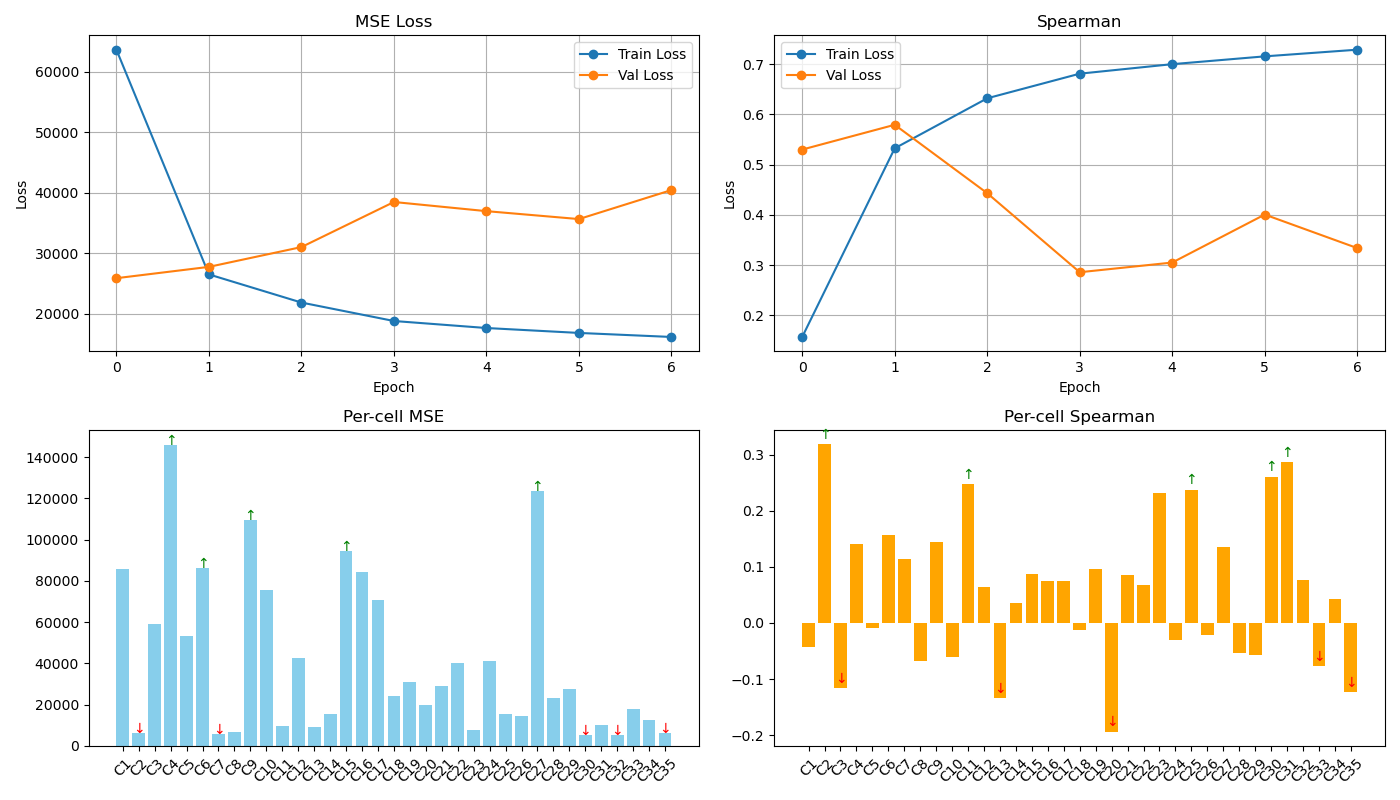 MSE Loss
Train Loss
Val Loss
60000
50000
40000
30000
20000
Loss
0 1 2 3 4 5 6
Epoch
Spearman
Train Loss
Val Loss
0.7
0.6
0.5
0.4
0.3
0.2
Loss
0 1 2 3 4 5 6
Epoch
Per-cell MSE
140000
120000
100000
80000
60000
40000
20000
0
↑ ↑ ↑ ↑ ↑
↓ ↓ ↓ ↓ ↓
C1 C2 C3 C4 C5 C6 C7 C8 C9 C10 C11 C12 C13 C14 C15 C16 C17 C18 C19 C20 C21 C22 C23 C24 C25 C26 C27 C28 C29 C30 C31 C32 C33 C34 C35
Per-cell Spearman
0.3
0.2
0.1
0.0
−0.1
−0.2
↑ ↑ ↑ ↑ ↑
↓ ↓ ↓ ↓ ↓
C1 C2 C3 C4 C5 C6 C7 C8 C9 C10 C11 C12 C13 C14 C15 C16 C17 C18 C19 C20 C21 C22 C23 C24 C25 C26 C27 C28 C29 C30 C31 C32 C33 C34 C35